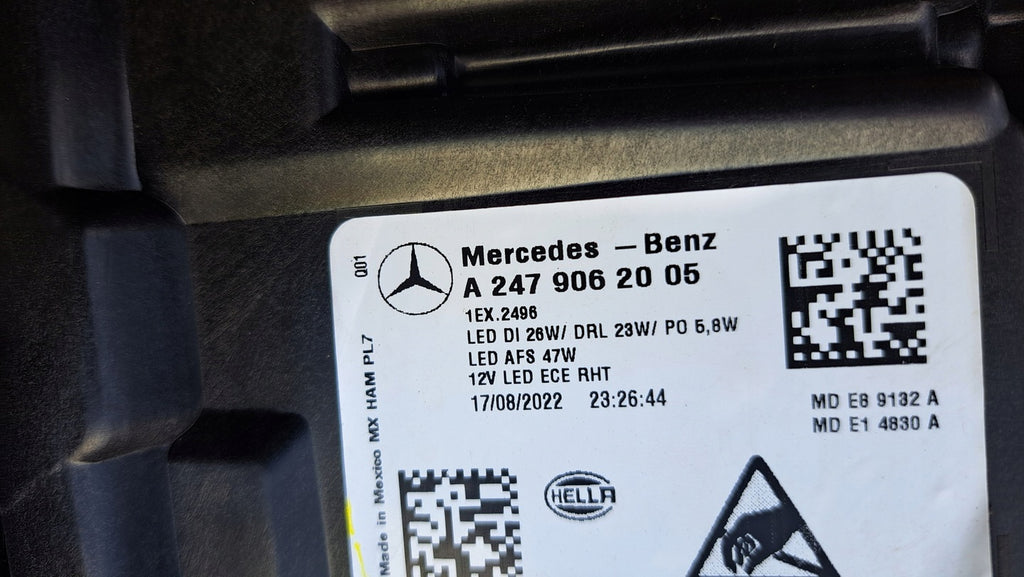 Mercedes – Benz
A 247 906 20 05
1EX.2496
LED DI 26W/ DRL 23W/ PO 5,8W
LED AFS 47W
12V LED ECE RHT
17/08/2022 23:26:44
MD E8 9132 A
MD E1 4830 A
HELLA
Q01
Made in Mexico MX HAM PL7